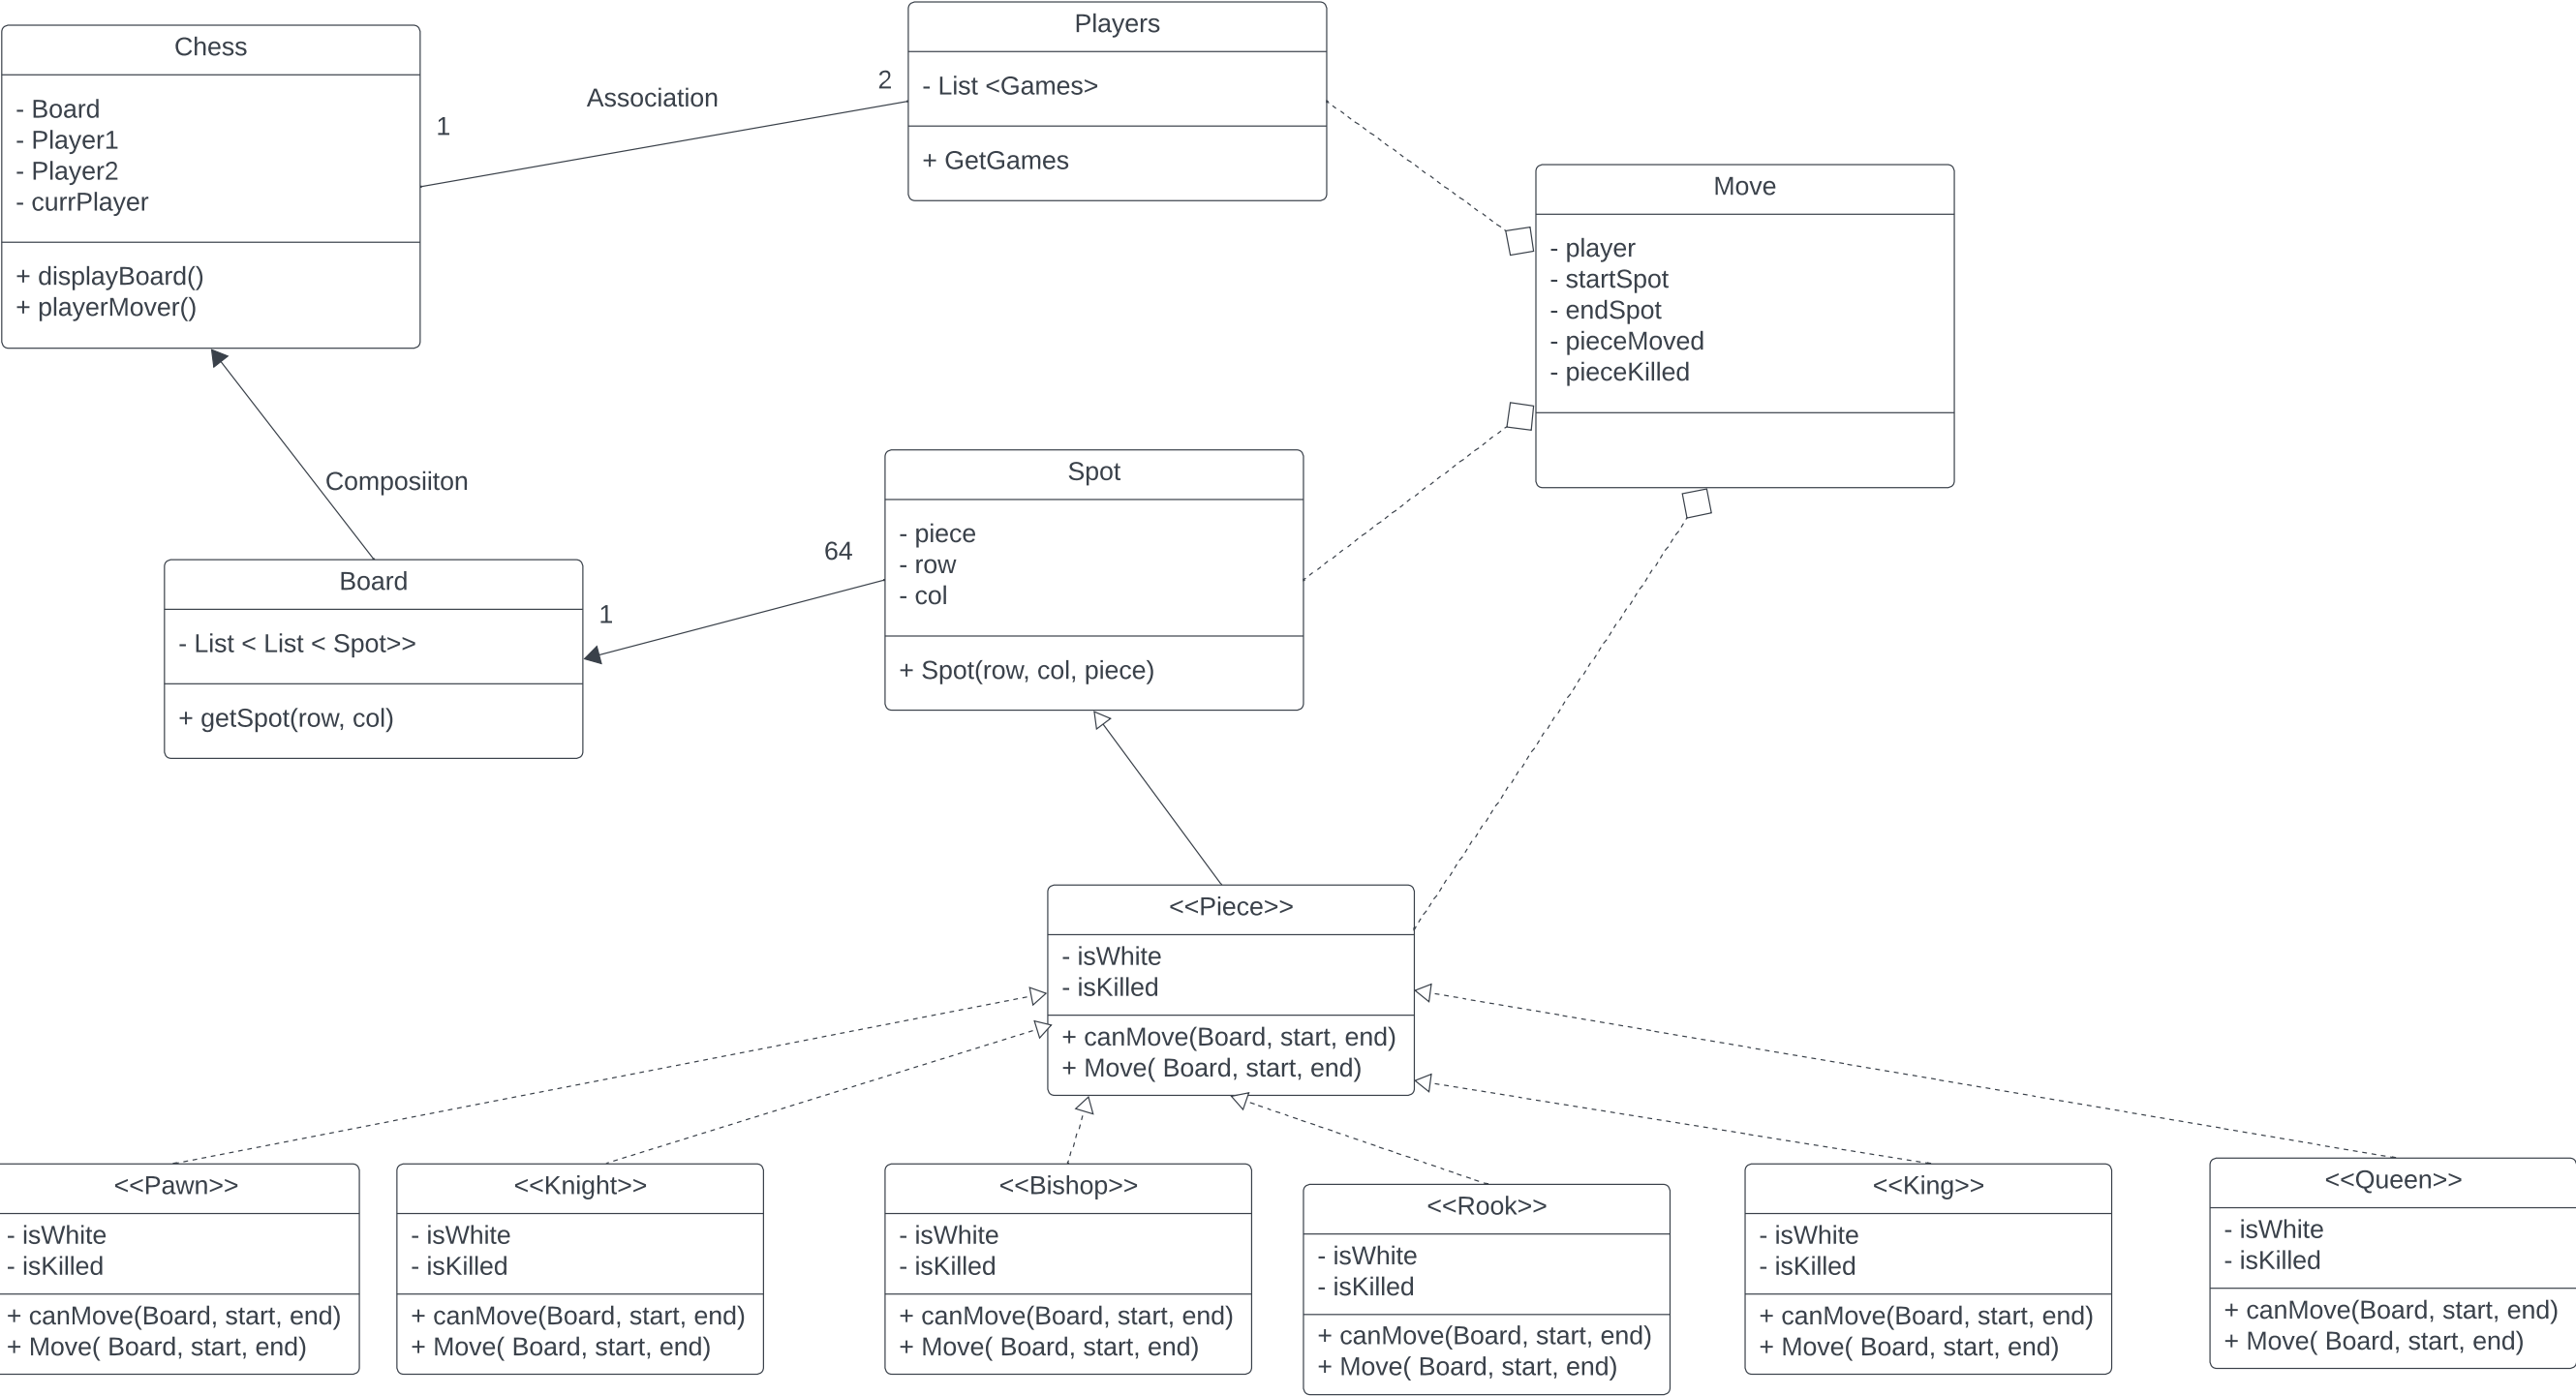 Chess
- Board
- Player1
- Player2
- currPlayer
+ displayBoard()
+ playerMover()
1
Association
2
Players
- List <Games>
+ GetGames
Move
- player
- startSpot
- endSpot
- pieceMoved
- pieceKilled
Composiiton
Board
- List < List < Spot>>
+ getSpot(row, col)
1
64
Spot
- piece
- row
- col
+ Spot(row, col, piece)
<<Piece>>
- isWhite
- isKilled
+ canMove(Board, start, end)
+ Move( Board, start, end)
<<Pawn>>
- isWhite
- isKilled
+ canMove(Board, start, end)
+ Move( Board, start, end)
<<Knight>>
- isWhite
- isKilled
+ canMove(Board, start, end)
+ Move( Board, start, end)
<<Bishop>>
- isWhite
- isKilled
+ canMove(Board, start, end)
+ Move( Board, start, end)
<<Rook>>
- isWhite
- isKilled
+ canMove(Board, start, end)
+ Move( Board, start, end)
<<King>>
- isWhite
- isKilled
+ canMove(Board, start, end)
+ Move( Board, start, end)
<<Queen>>
- isWhite
- isKilled
+ canMove(Board, start, end)
+ Move( Board, start, end)